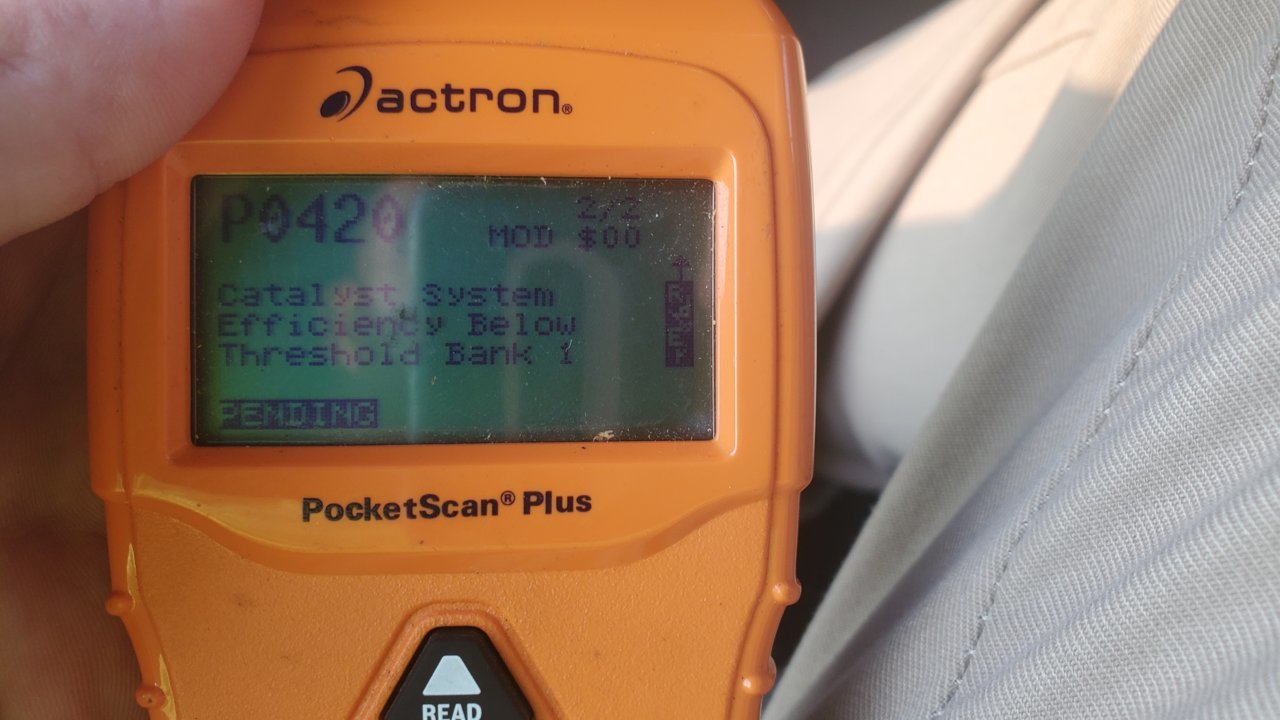 actron®
P0420 2/2
MOD $00
Catalyst System
Efficiency Below
Threshold Bank 1
PENDING
PocketScan® Plus
READ